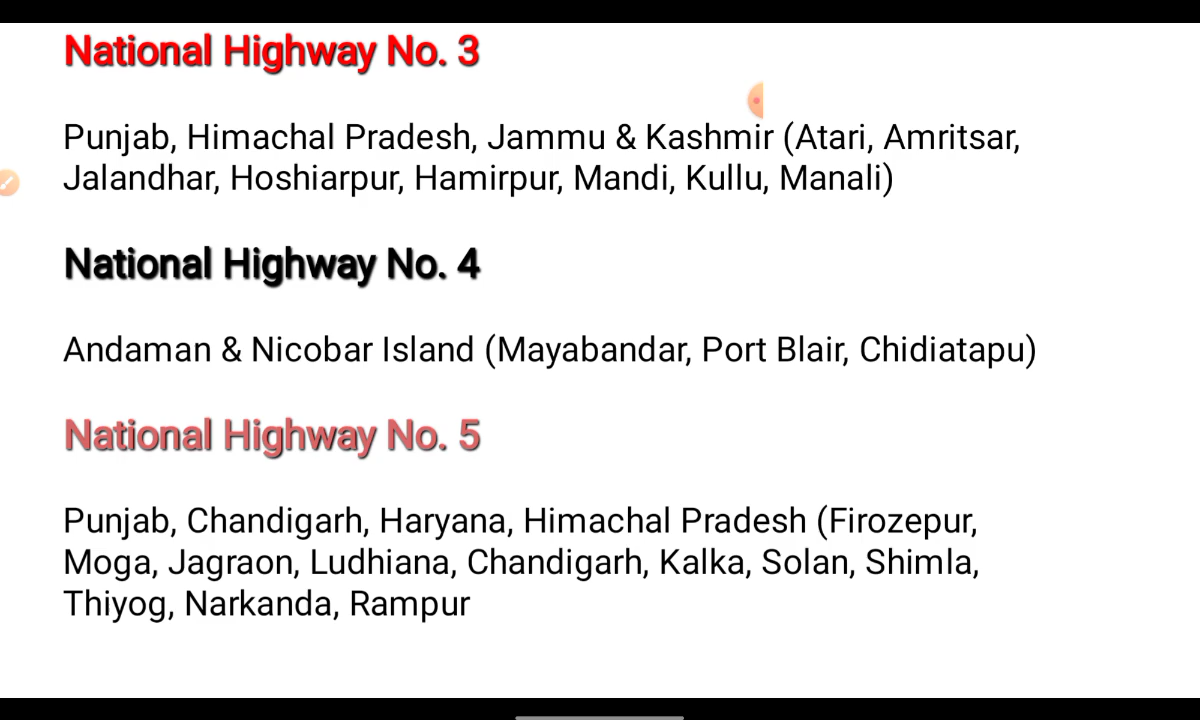 National Highway No. 3
Punjab, Himachal Pradesh, Jammu & Kashmir (Atari, Amritsar,
Jalandhar, Hoshiarpur, Hamirpur, Mandi, Kullu, Manali)
National Highway No. 4
Andaman & Nicobar Island (Mayabandar, Port Blair, Chidiatapu)
National Highway No. 5
Punjab, Chandigarh, Haryana, Himachal Pradesh (Firozepur,
Moga, Jagraon, Ludhiana, Chandigarh, Kalka, Solan, Shimla,
Thiyog, Narkanda, Rampur